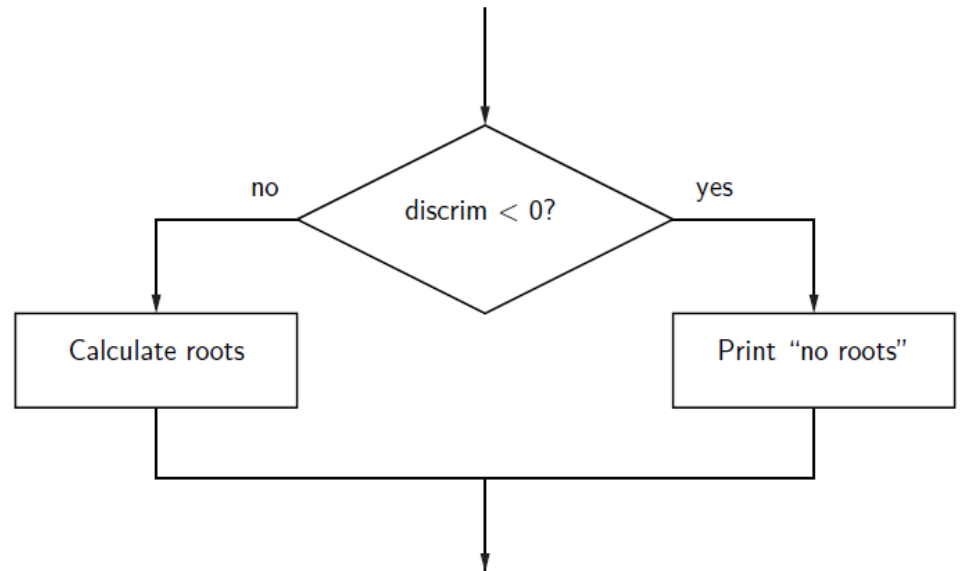 no
yes
discrim < 0?
Calculate roots
Print “no roots”